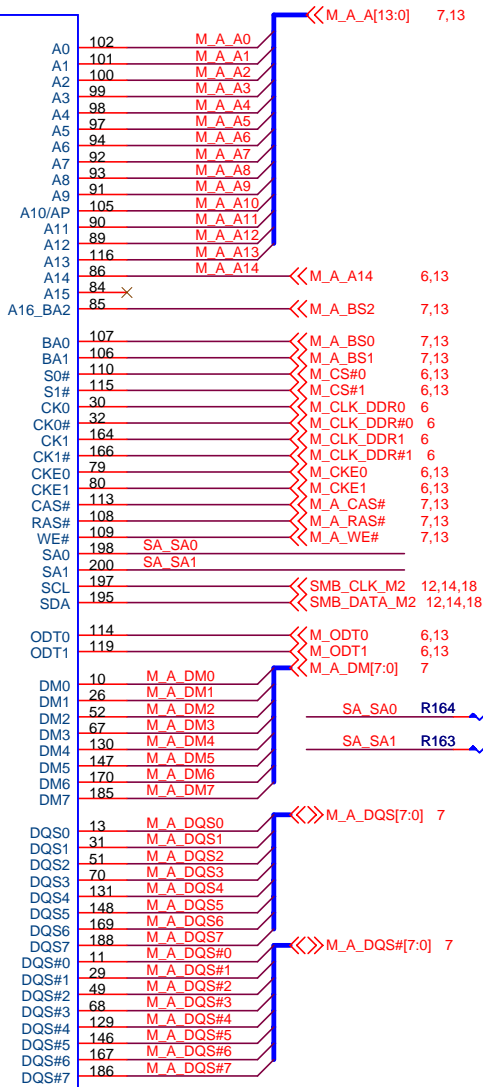 M_A_A[13:0] 7,13
A0 102 M_A_A0
A1 101 M_A_A1
A2 100 M_A_A2
A3 99 M_A_A3
A4 98 M_A_A4
A5 97 M_A_A5
A6 94 M_A_A6
A7 92 M_A_A7
A8 93 M_A_A8
A9 91 M_A_A9
A10/AP 105 M_A_A10
A11 90 M_A_A11
A12 89 M_A_A12
A13 116 M_A_A13
A14 86 M_A_A14 M_A_A14 6,13
A15 84
A16_BA2 85 M_A_BS2 7,13
BA0 107 M_A_BS0 7,13
BA1 106 M_A_BS1 7,13
S0# 110 M_CS#0 6,13
S1# 115 M_CS#1 6,13
CK0 30 M_CLK_DDR0 6
CK0# 32 M_CLK_DDR#0 6
CK1 164 M_CLK_DDR1 6
CK1# 166 M_CLK_DDR#1 6
CKE0 79 M_CKE0 6,13
CKE1 80 M_CKE1 6,13
CAS# 113 M_A_CAS# 7,13
RAS# 108 M_A_RAS# 7,13
WE# 109 M_A_WE# 7,13
SA0 198 SA_SA0
SA1 200 SA_SA1
SCL 197 SMB_CLK_M2 12,14,18
SDA 195 SMB_DATA_M2 12,14,18
ODT0 114 M_ODT0 6,13
ODT1 119 M_ODT1 6,13
M_A_DM[7:0] 7
DM0 10 M_A_DM0
DM1 26 M_A_DM1
DM2 52 M_A_DM2
SA_SA0 R164
DM3 67 M_A_DM3
DM4 130 M_A_DM4
SA_SA1 R163
DM5 147 M_A_DM5
DM6 170 M_A_DM6
DM7 185 M_A_DM7
M_A_DQS[7:0] 7
DQS0 13 M_A_DQS0
DQS1 31 M_A_DQS1
DQS2 51 M_A_DQS2
DQS3 70 M_A_DQS3
DQS4 131 M_A_DQS4
DQS5 148 M_A_DQS5
DQS6 169 M_A_DQS6
DQS7 188 M_A_DQS7
M_A_DQS#[7:0] 7
DQS#0 11 M_A_DQS#0
DQS#1 29 M_A_DQS#1
DQS#2 49 M_A_DQS#2
DQS#3 68 M_A_DQS#3
DQS#4 129 M_A_DQS#4
DQS#5 146 M_A_DQS#5
DQS#6 167 M_A_DQS#6
DQS#7 186 M_A_DQS#7